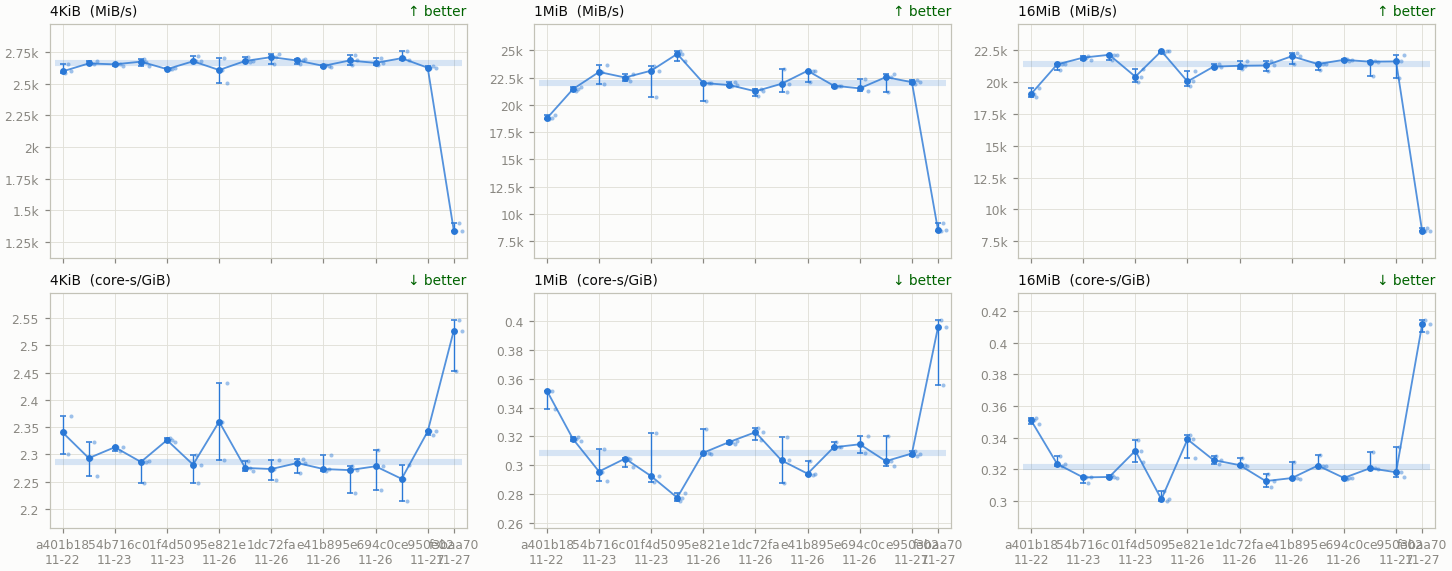 4KiB (MiB/s) ↑ better
1MiB (MiB/s) ↑ better
16MiB (MiB/s) ↑ better
2.75k
2.5k
2.25k
2k
1.75k
1.5k
1.25k
25k
22.5k
20k
17.5k
15k
12.5k
10k
7.5k
22.5k
20k
17.5k
15k
12.5k
10k
7.5k
4KiB (core-s/GiB) ↓ better
1MiB (core-s/GiB) ↓ better
16MiB (core-s/GiB) ↓ better
2.55
2.5
2.45
2.4
2.35
2.3
2.25
2.2
a401b18 54b716c 01f4d50 95e821e 1dc72fa e41b895 e694c0c
11-22 11-23 11-23 11-26 11-26 11-26 11-26 11-27 11-27
0.4
0.38
0.36
0.34
0.32
0.3
0.28
0.26
a401b18 54b716c 01f4d50 95e821e 1dc72fa e41b895 e694c0c
11-22 11-23 11-23 11-26 11-26 11-26 11-26 11-27 11-27
0.42
0.4
0.38
0.36
0.34
0.32
0.3
a401b18 54b716c 01f4d50 95e821e 1dc72fa e41b895 e694c0c
11-22 11-23 11-23 11-26 11-26 11-26 11-26 11-27 11-27